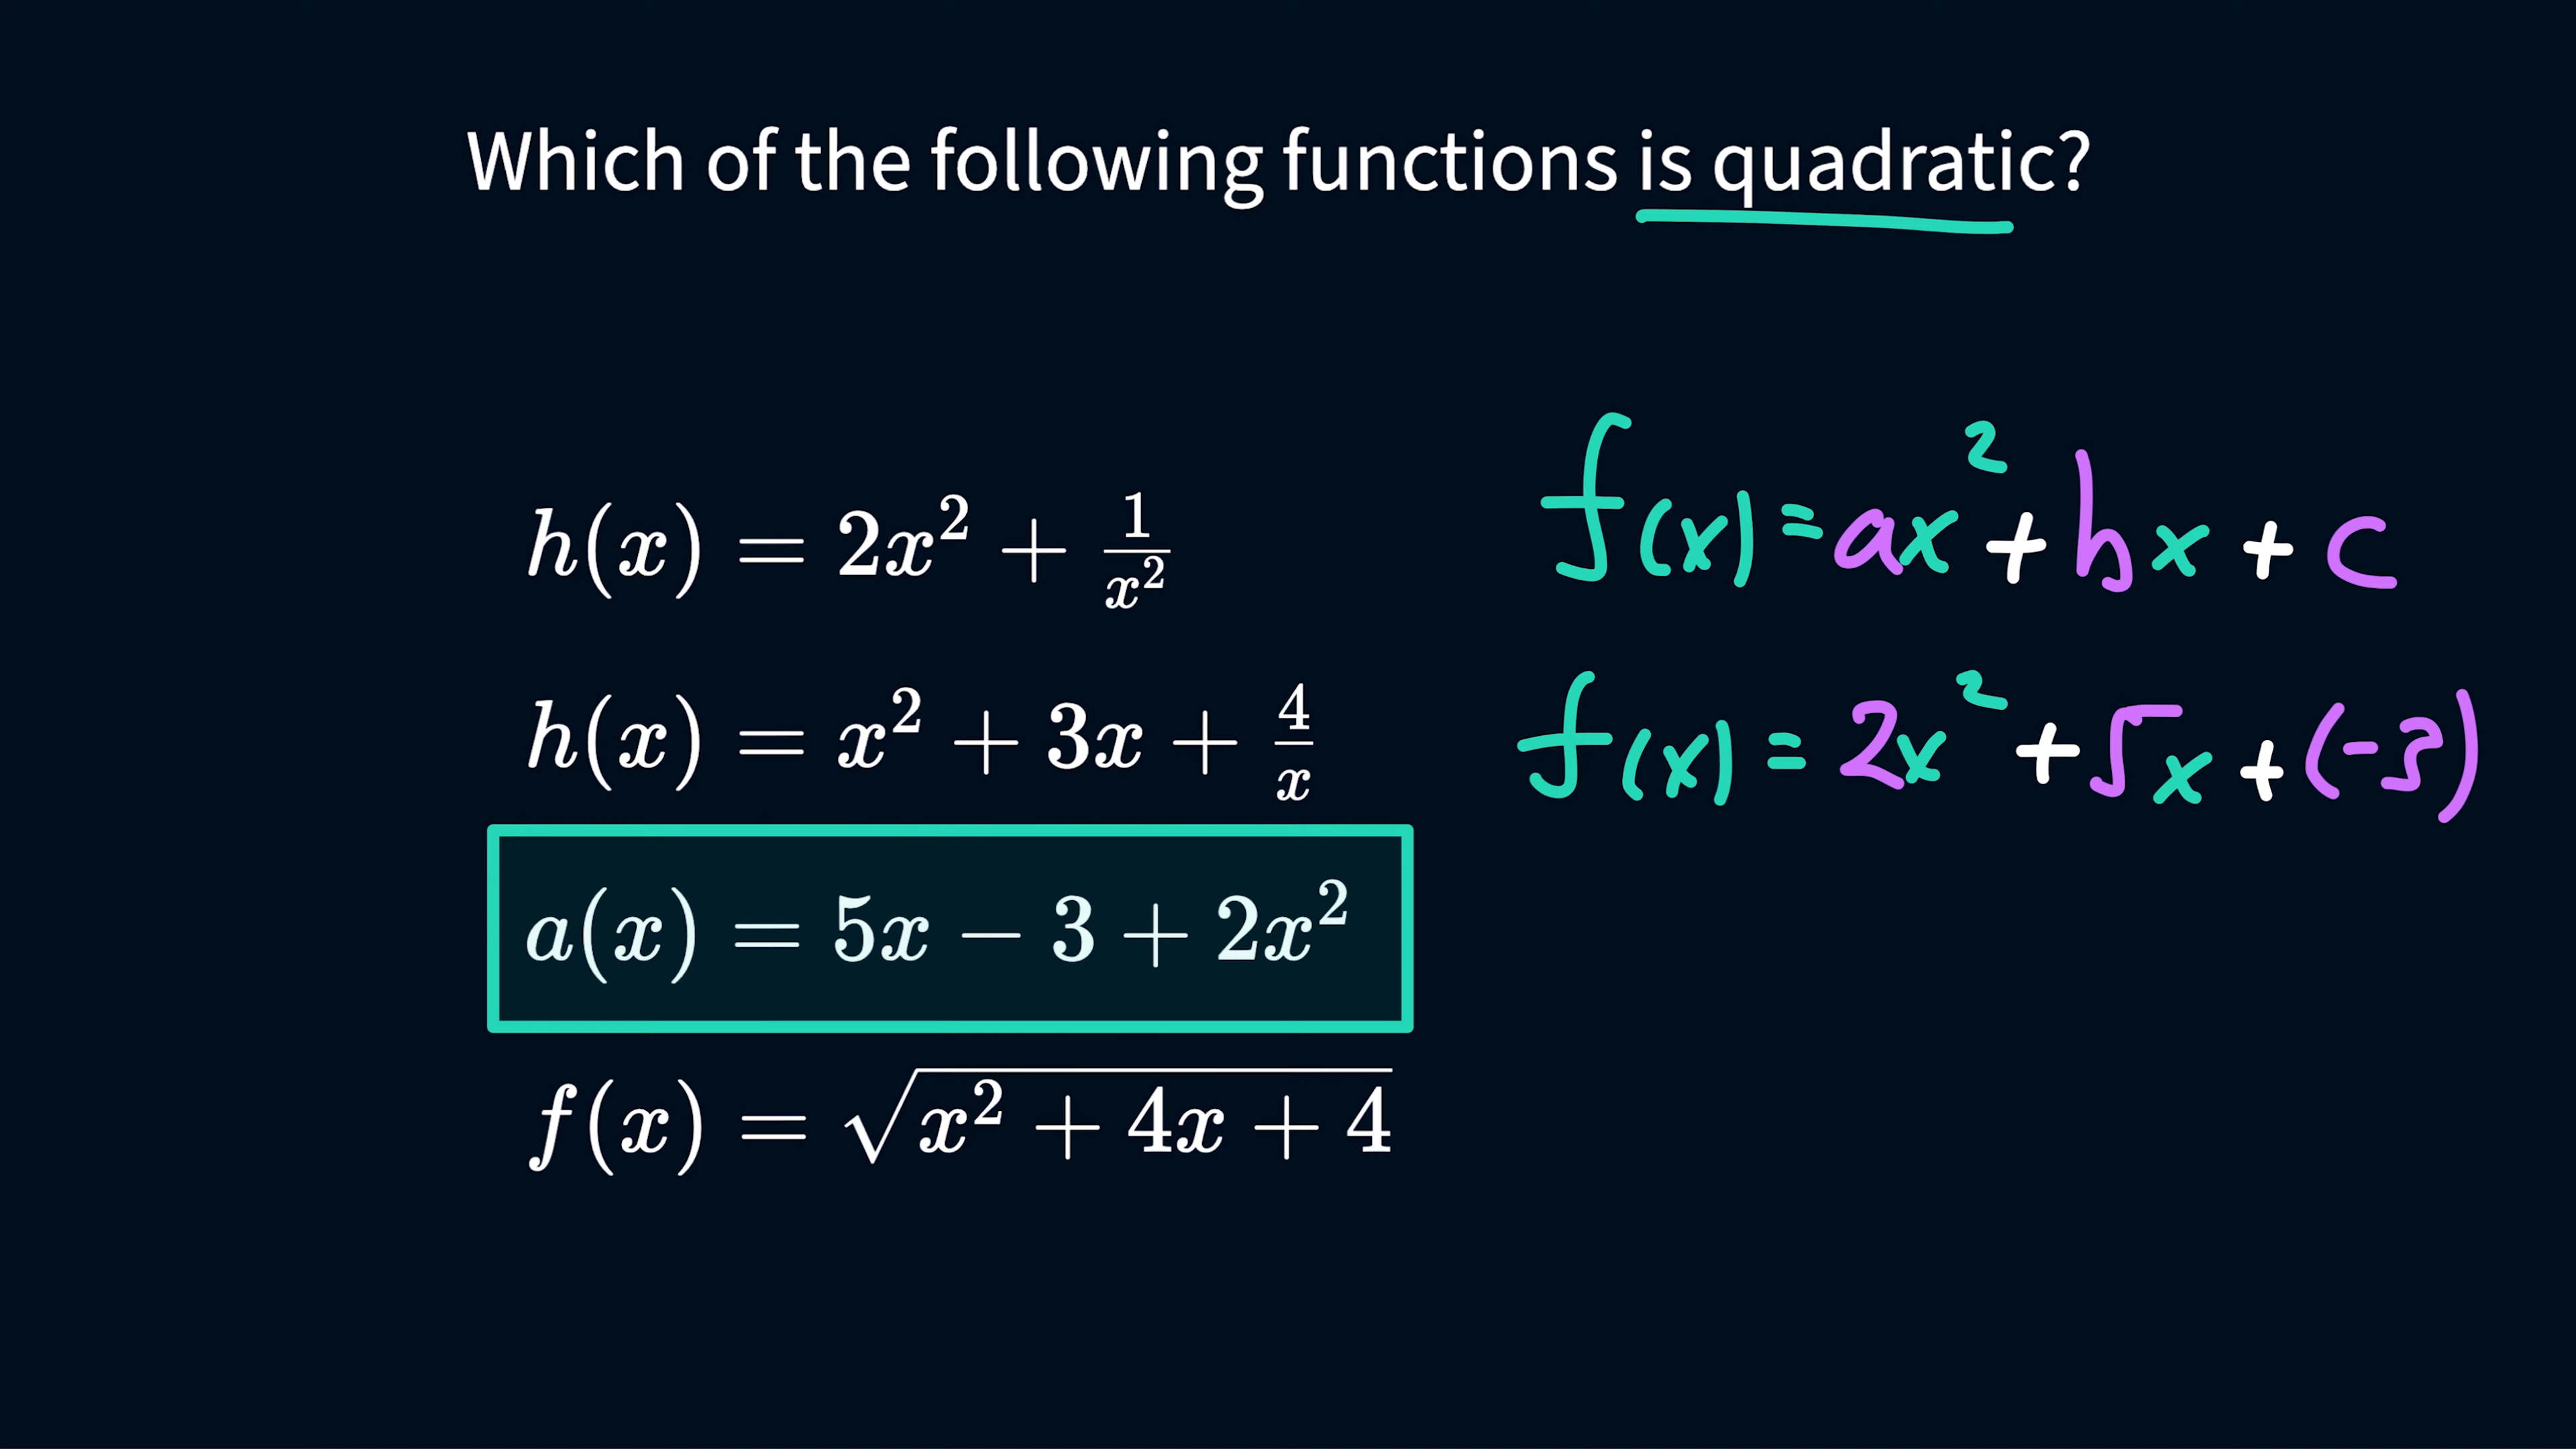 Which of the following functions is quadratic?
h(x) = 2x² + 1/x²
h(x) = x² + 3x + 4/x
a(x) = 5x − 3 + 2x²
f(x) = √(x² + 4x + 4)
f(x) = ax² + bx + c
f(x) = 2x² + 5x + (-3)